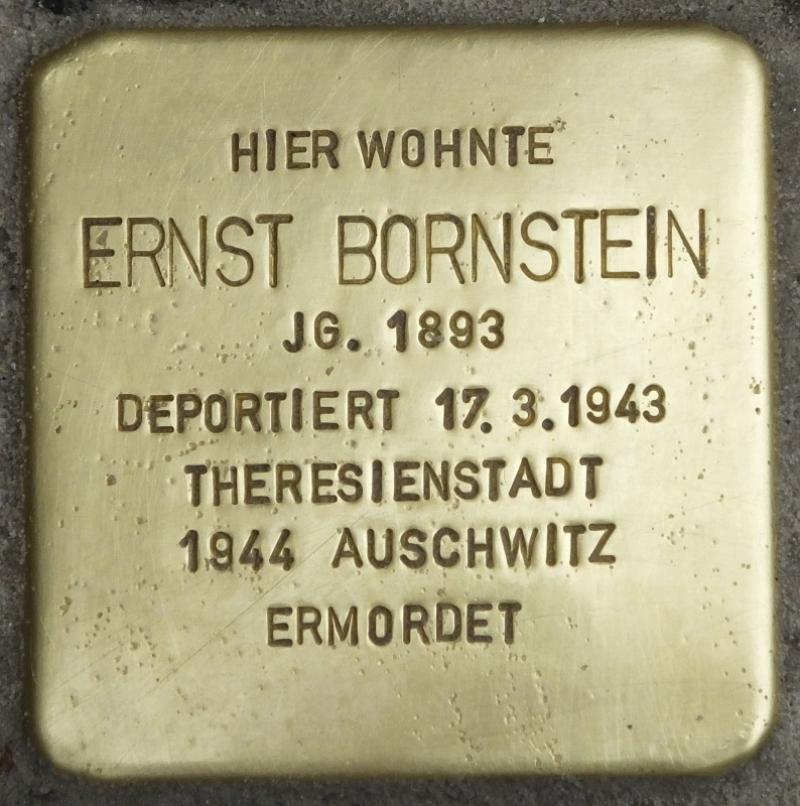 HIER WOHNTE
ERNST BORNSTEIN
JG. 1893
DEPORTIERT 17. 3. 1943
THERESIENSTADT
1944 AUSCHWITZ
ERMORDET